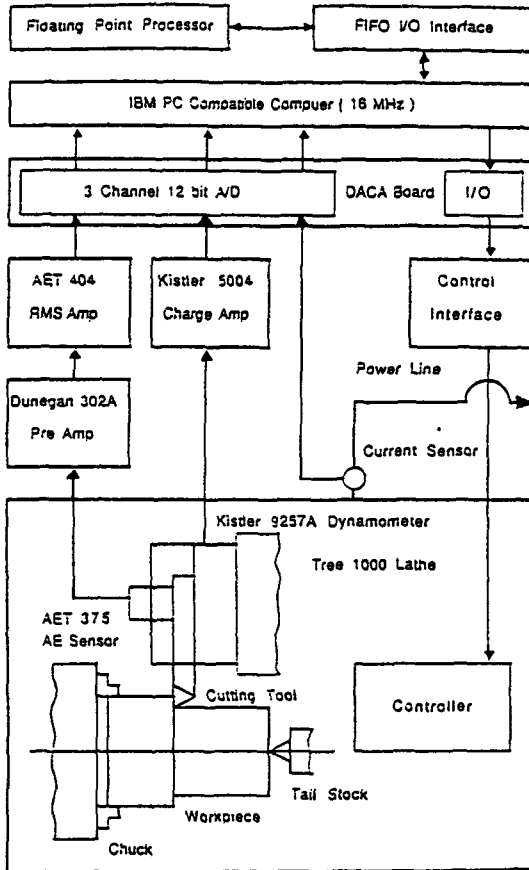 Floating Point Processor
FIFO I/O Interface
IBM PC Compatible Compuer ( 16 MHz )
3 Channel 12 bit A/D
DACA Board
I/O
AET 404
RMS Amp
Kistler 5004
Charge Amp
Control
Interface
Power Line
Dunegan 302A
Pre Amp
Current Sensor
Kistler 9257A Dynamometer
Tree 1000 Lathe
AET 375
AE Sensor
Cutting Tool
Controller
Tail Stock
Workpiece
Chuck